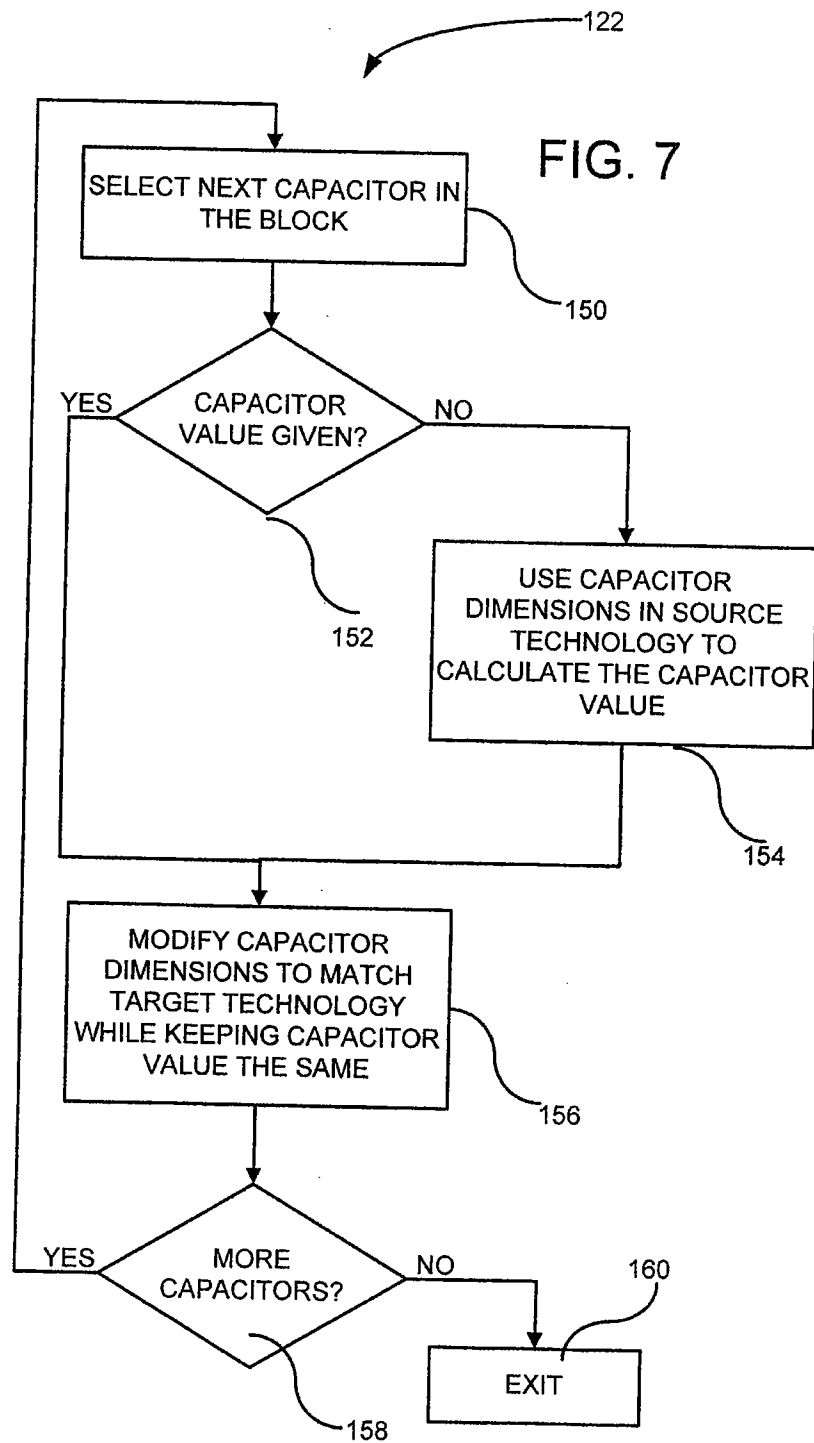 122
FIG. 7
SELECT NEXT CAPACITOR IN
THE BLOCK
150
YES
CAPACITOR
VALUE GIVEN?
NO
152
USE CAPACITOR
DIMENSIONS IN SOURCE
TECHNOLOGY TO
CALCULATE THE CAPACITOR
VALUE
154
MODIFY CAPACITOR
DIMENSIONS TO MATCH
TARGET TECHNOLOGY
WHILE KEEPING CAPACITOR
VALUE THE SAME
156
YES
MORE
CAPACITORS?
NO
158
160
EXIT